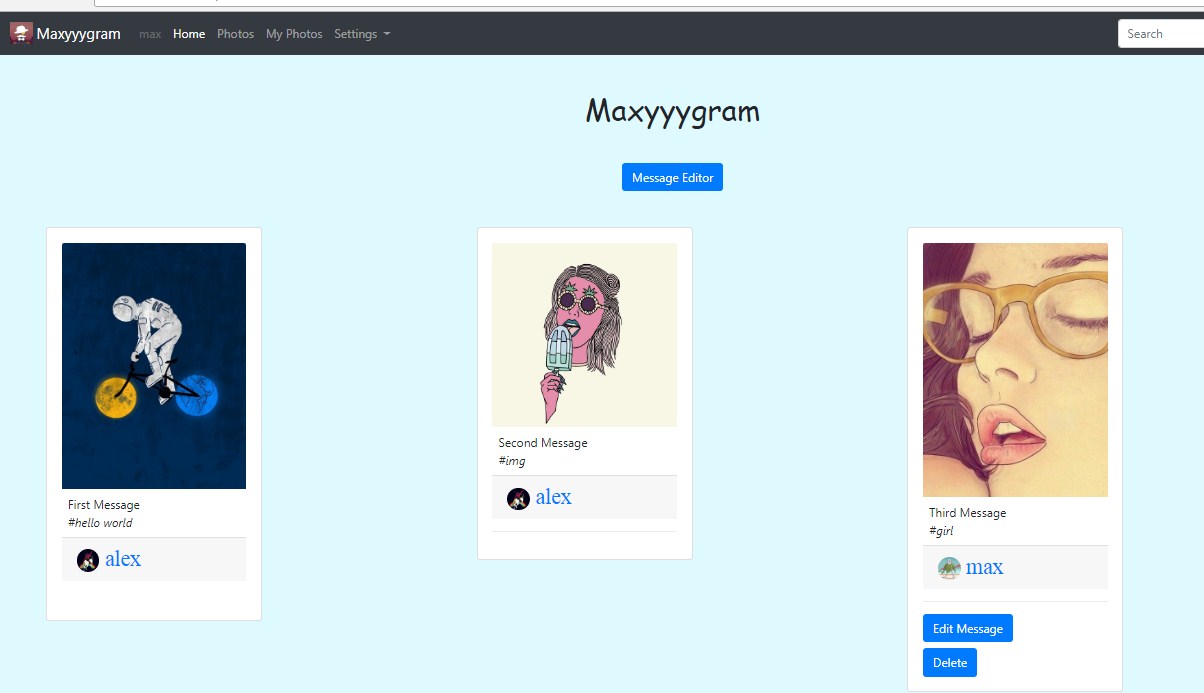 Maxyyygram max Home Photos My Photos Settings Search
Maxyyygram
Message Editor
First Message
#hello world
alex
Second Message
#img
alex
Third Message
#girl
max
Edit Message
Delete